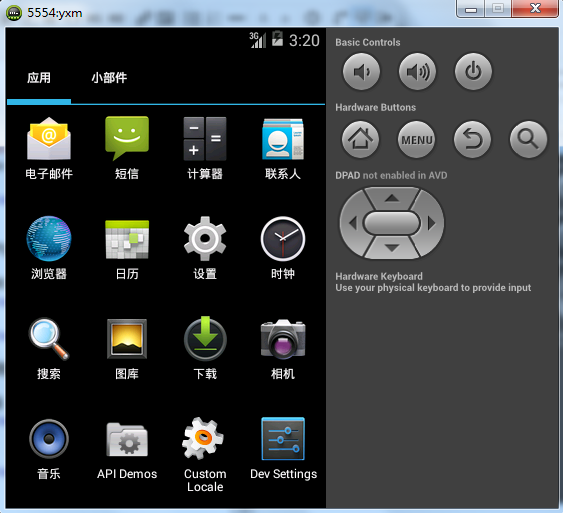 5554:yxm
3G 3:20
应用 小部件
电子邮件 短信 计算器 联系人
浏览器 日历 设置 时钟
搜索 图库 下载 相机
音乐 API Demos Custom Locale Dev Settings
Basic Controls
Hardware Buttons
MENU
DPAD not enabled in AVD
Hardware Keyboard
Use your physical keyboard to provide input